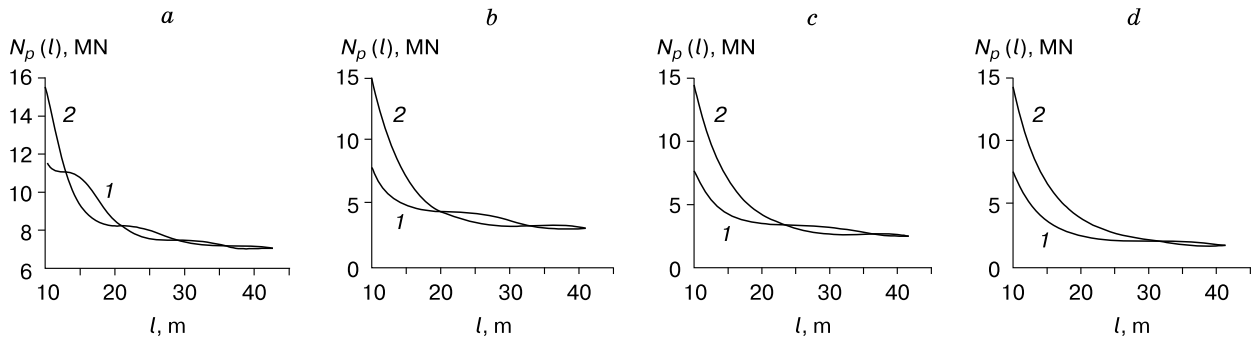 a b c d
N_p (l), MN N_p (l), MN N_p (l), MN N_p (l), MN
16 15 15 15
14
2 2 2 2
12
10 10 10
10
1
8 5 5 5
1 1 1
6 0 0 0
10 20 30 40 10 20 30 40 10 20 30 40 10 20 30 40
l, m l, m l, m l, m